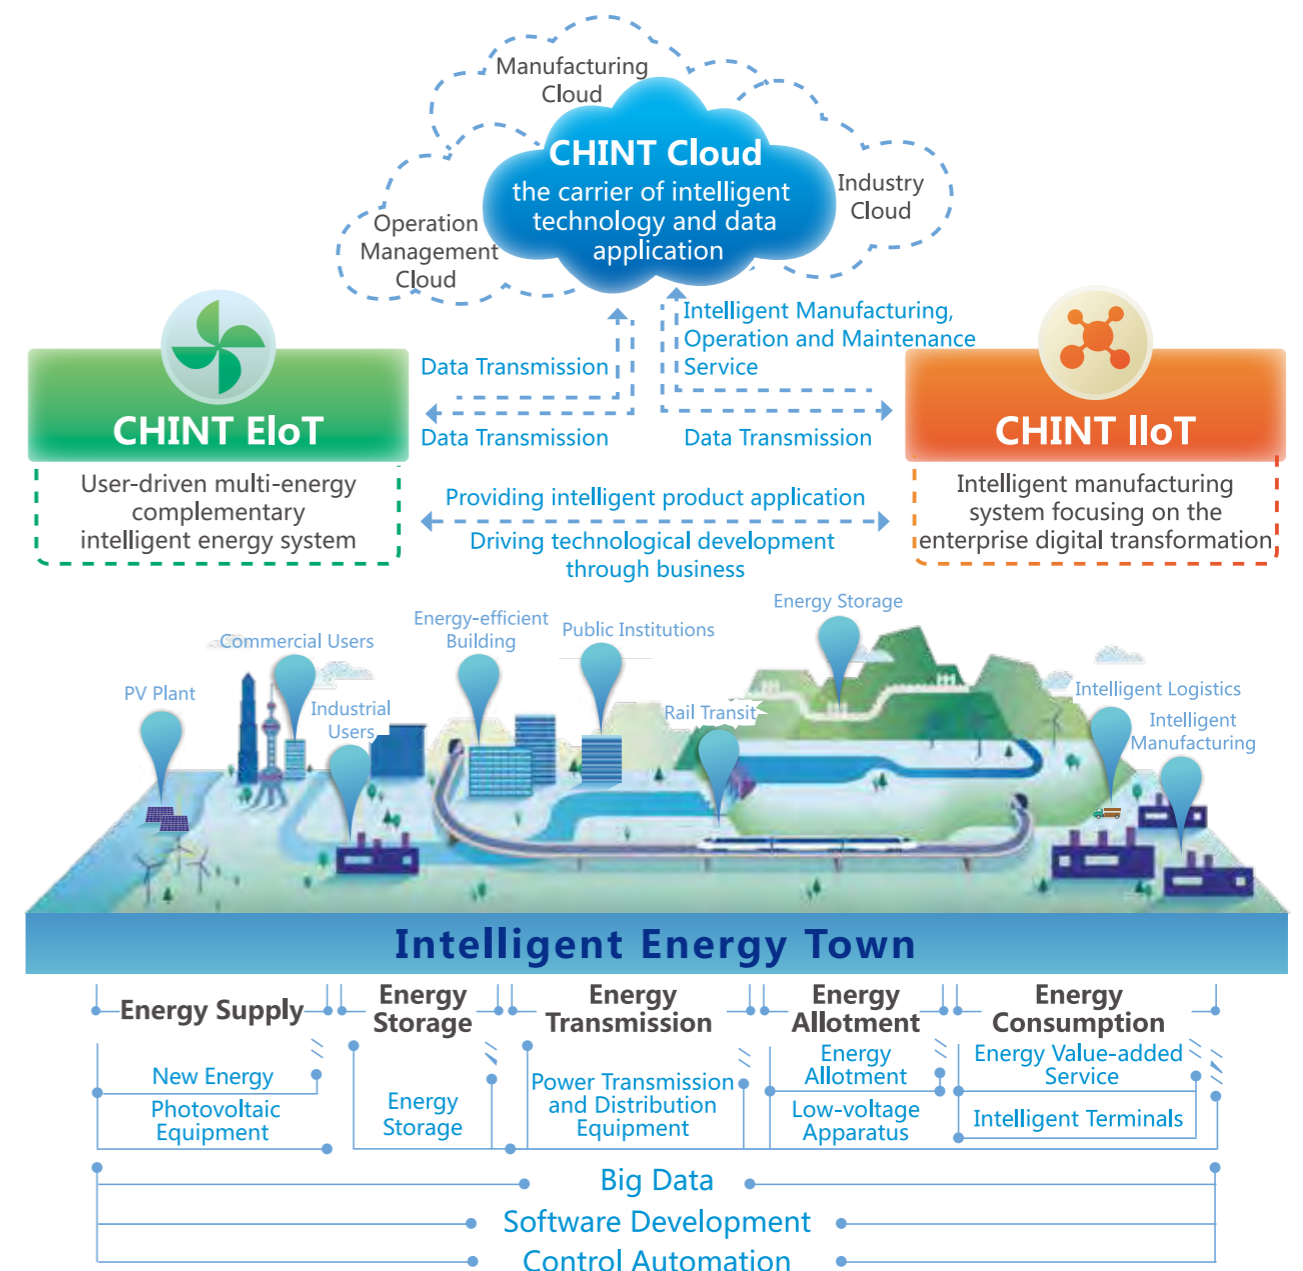 Manufacturing
Cloud
CHINT Cloud
the carrier of intelligent
technology and data
application
Industry
Cloud
Operation
Management
Cloud
Intelligent Manufacturing,
Operation and Maintenance
Service
Data Transmission
Data Transmission
Data Transmission
CHINT EIoT
User-driven multi-energy
complementary
intelligent energy system
CHINT IIoT
Intelligent manufacturing
system focusing on the
enterprise digital transformation
Providing intelligent product application
Driving technological development
through business
Energy Storage
Energy-efficient
Building
Public Institutions
Commercial Users
PV Plant
Industrial
Users
Rail Transit
Intelligent Logistics
Intelligent
Manufacturing
Intelligent Energy Town
Energy Supply
Energy
Storage
Energy
Transmission
Energy
Allotment
Energy
Consumption
New Energy
Photovoltaic
Equipment
Energy
Storage
Power Transmission
and Distribution
Equipment
Energy
Allotment
Low-voltage
Apparatus
Energy Value-added
Service
Intelligent Terminals
Big Data
Software Development
Control Automation